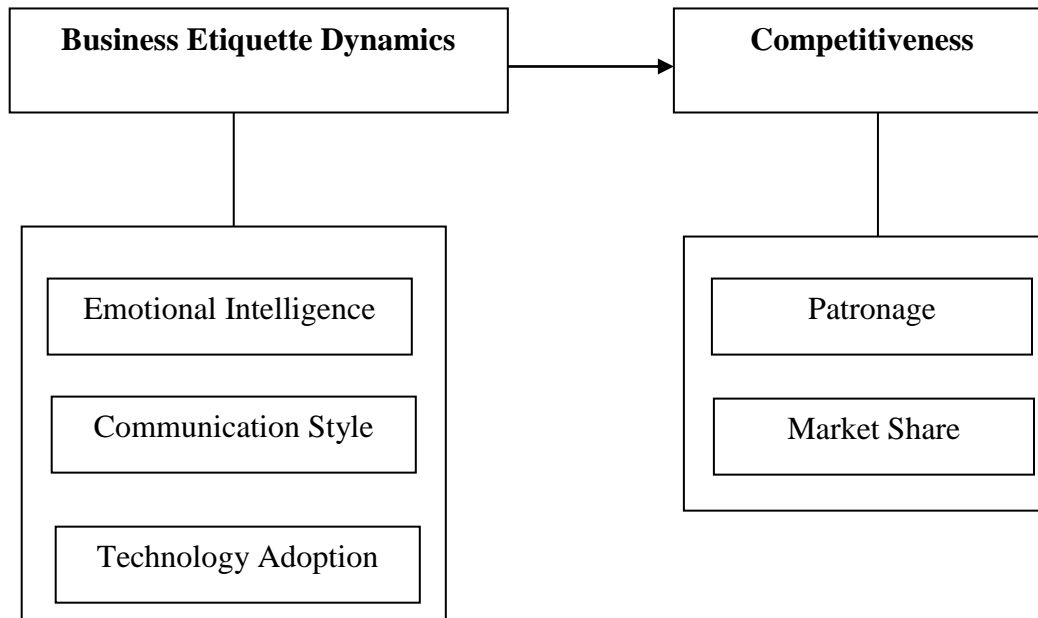 Business Etiquette Dynamics
Competitiveness
Emotional Intelligence
Communication Style
Technology Adoption
Patronage
Market Share